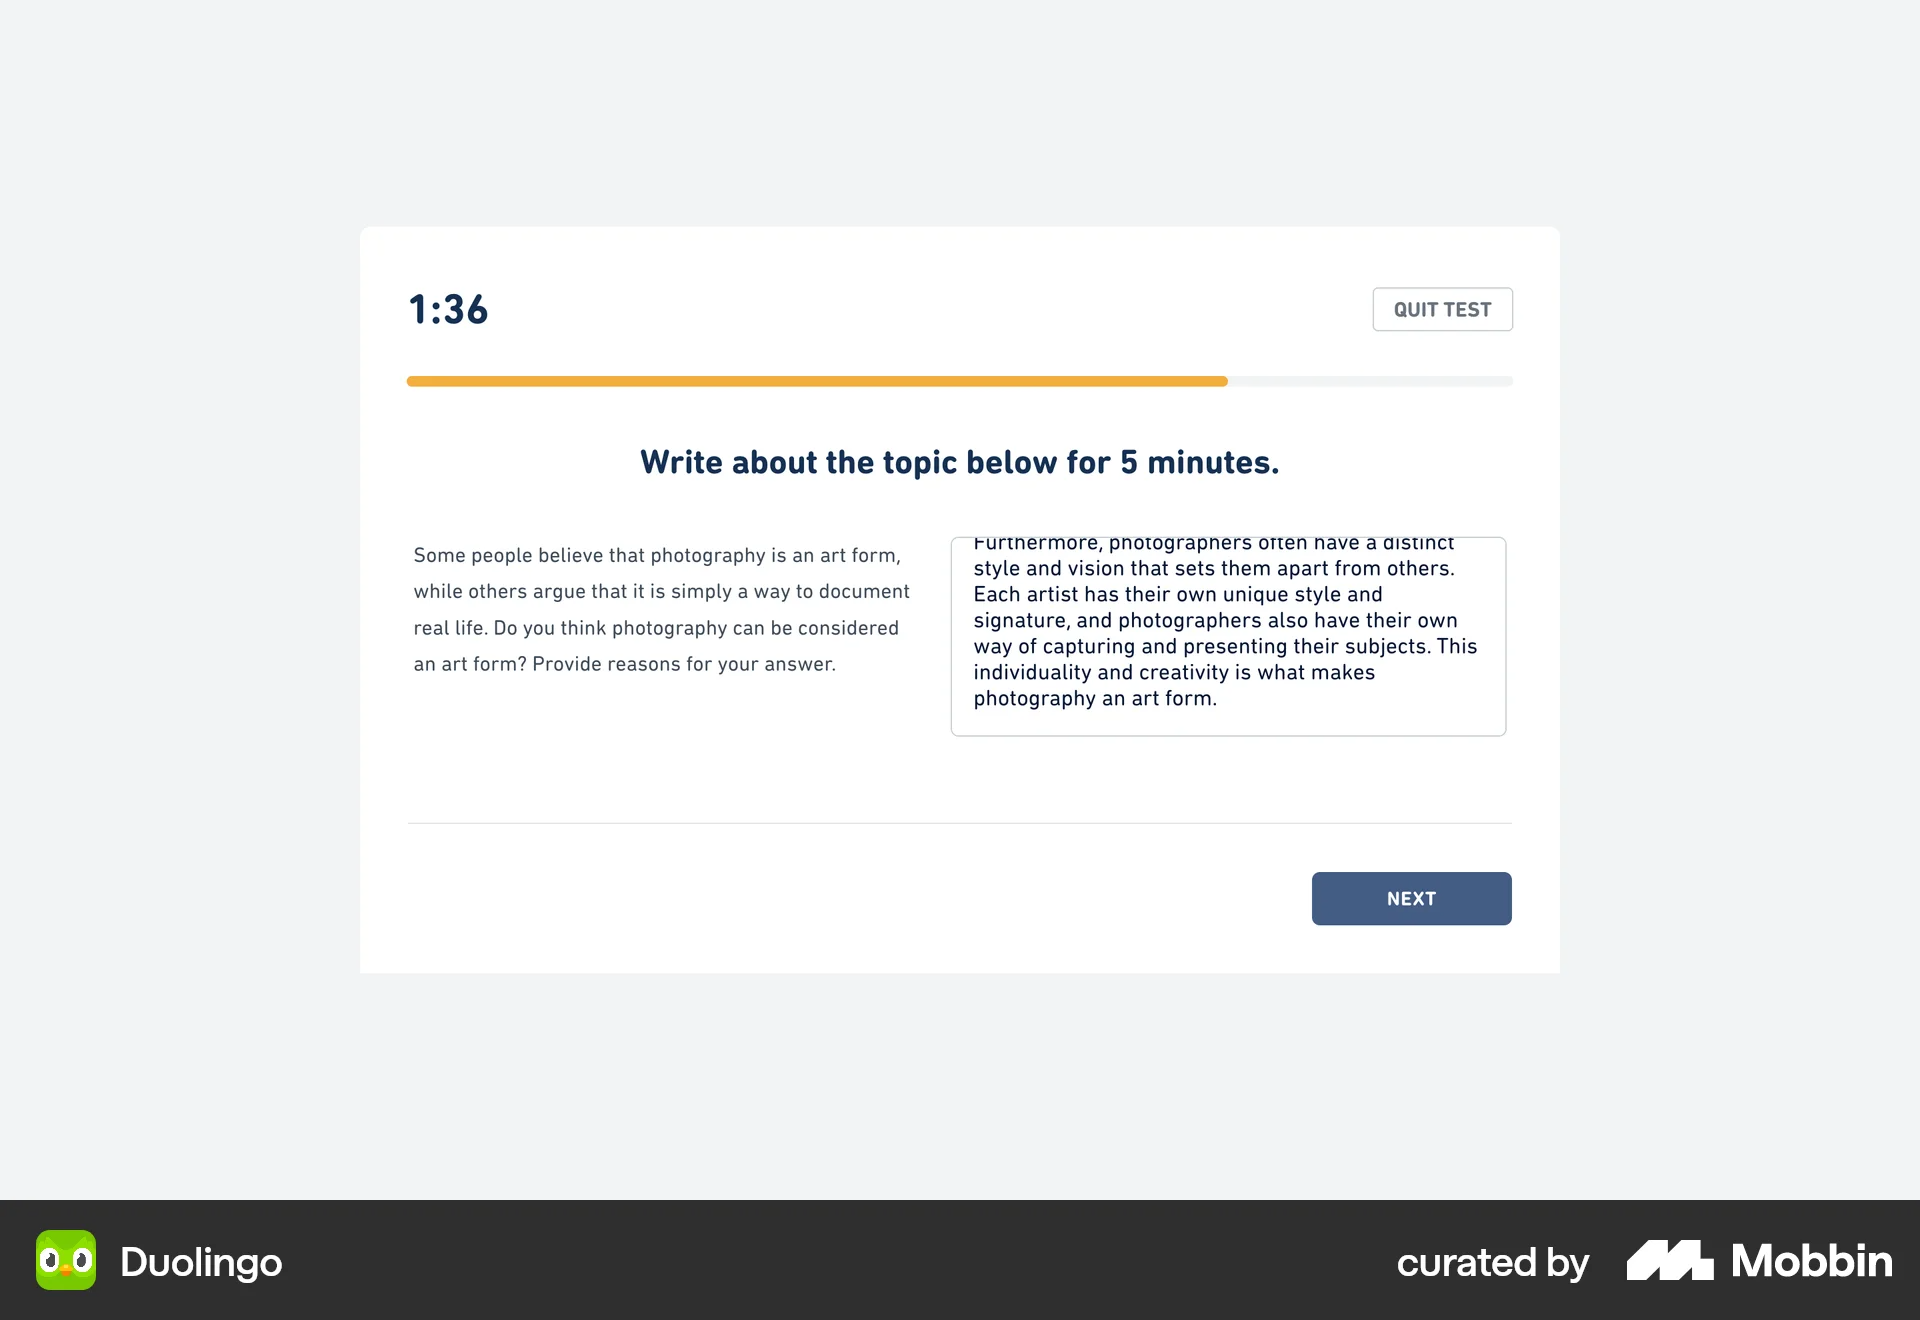 1:36
QUIT TEST
Write about the topic below for 5 minutes.
Some people believe that photography is an art form,
while others argue that it is simply a way to document
real life. Do you think photography can be considered
an art form? Provide reasons for your answer.
Furthermore, photographers often have a distinct
style and vision that sets them apart from others.
Each artist has their own unique style and
signature, and photographers also have their own
way of capturing and presenting their subjects. This
individuality and creativity is what makes
photography an art form.
NEXT
Duolingo
curated by Mobbin